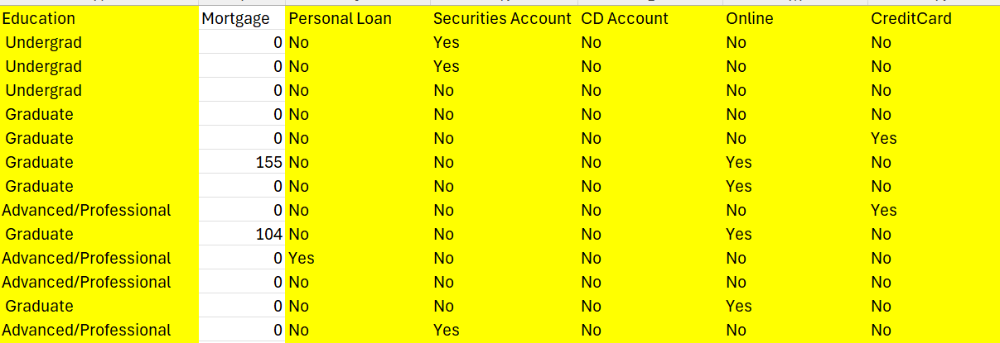 Education Mortgage Personal Loan Securities Account CD Account Online CreditCard
Undergrad 0 No Yes No No No
Undergrad 0 No Yes No No No
Undergrad 0 No No No No No
Graduate 0 No No No No No
Graduate 0 No No No No Yes
Graduate 155 No No No Yes No
Graduate 0 No No No Yes No
Advanced/Professional 0 No No No No Yes
Graduate 104 No No No Yes No
Advanced/Professional 0 Yes No No No No
Advanced/Professional 0 No No No No No
Graduate 0 No No No Yes No
Advanced/Professional 0 No Yes No No No